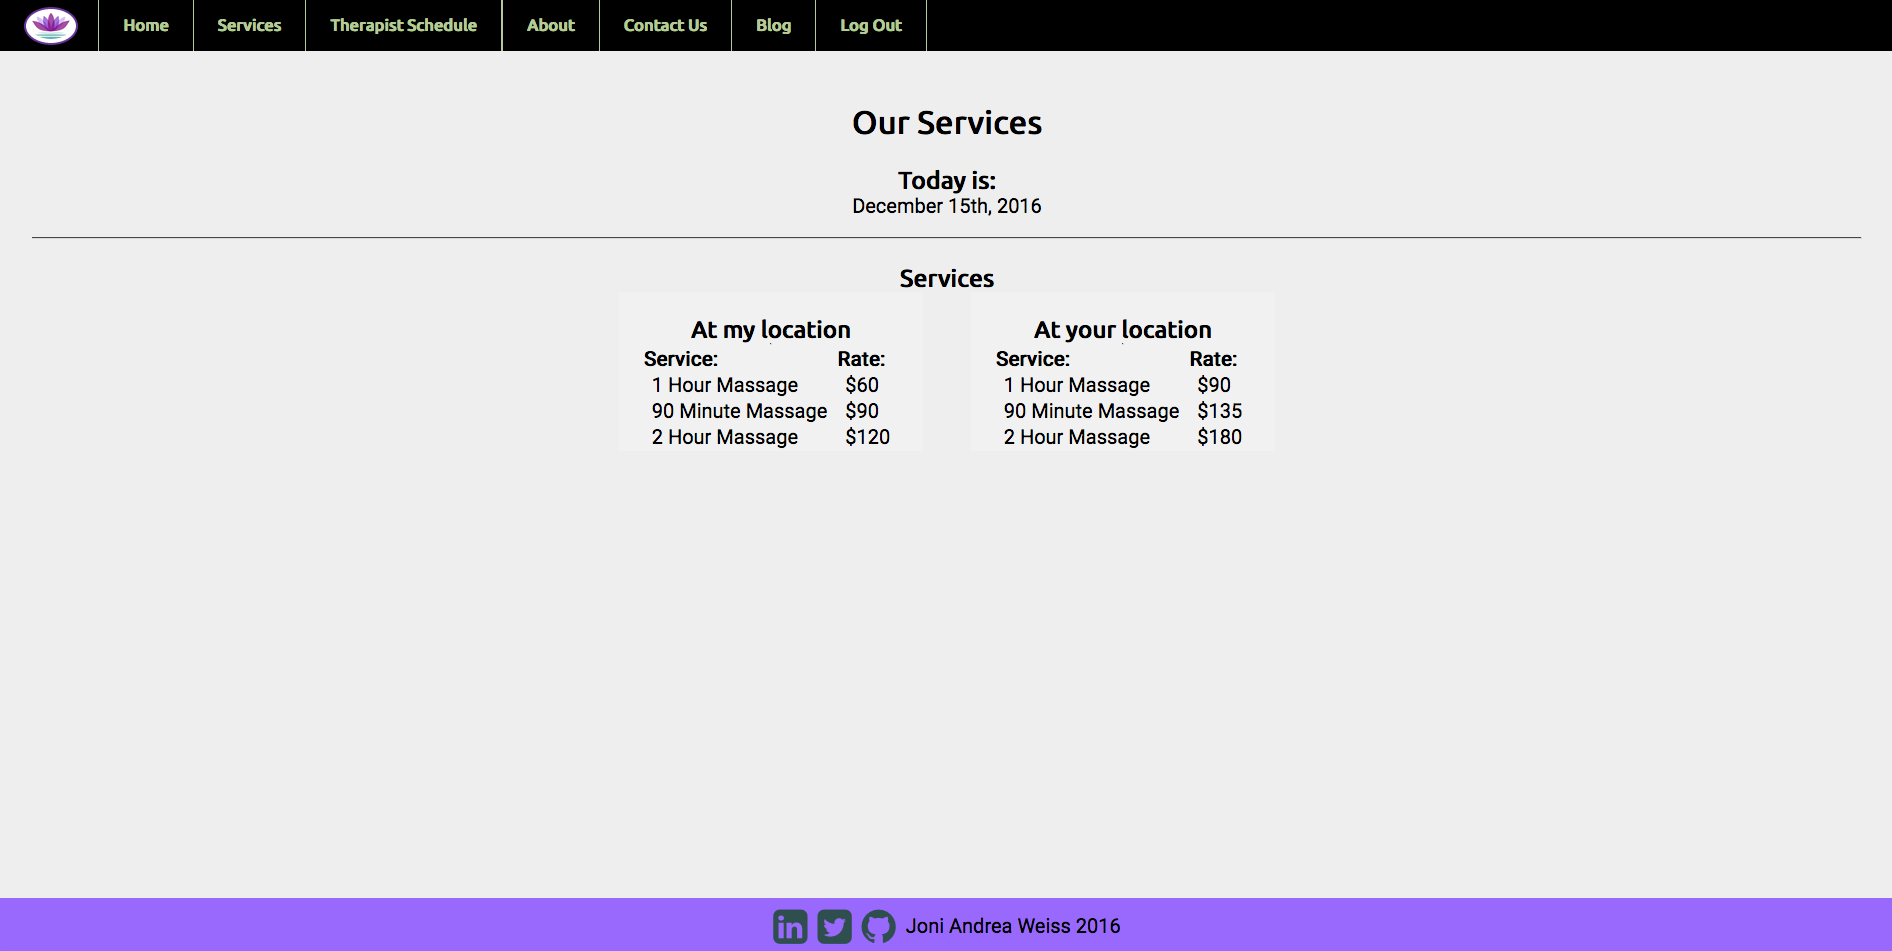 Home Services Therapist Schedule About Contact Us Blog Log Out
Our Services
Today is:
December 15th, 2016
Services
At my location
Service: Rate:
1 Hour Massage $60
90 Minute Massage $90
2 Hour Massage $120
At your location
Service: Rate:
1 Hour Massage $90
90 Minute Massage $135
2 Hour Massage $180
in Joni Andrea Weiss 2016